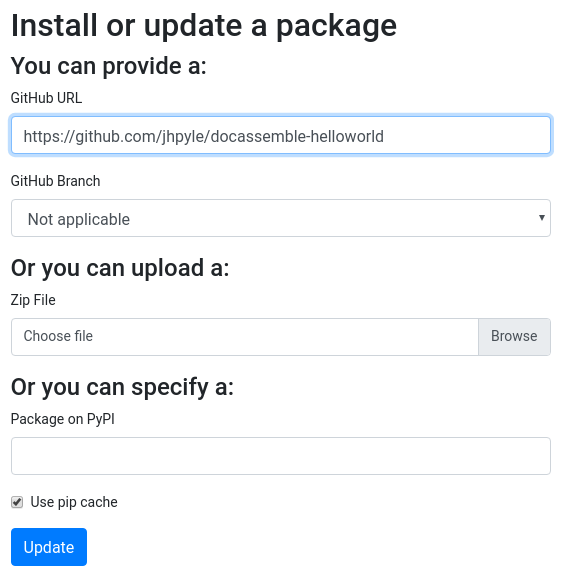 Install or update a package
You can provide a:
GitHub URL
https://github.com/jhpyle/docassemble-helloworld
GitHub Branch
Not applicable
Or you can upload a:
Zip File
Choose file Browse
Or you can specify a:
Package on PyPI
Use pip cache
Update